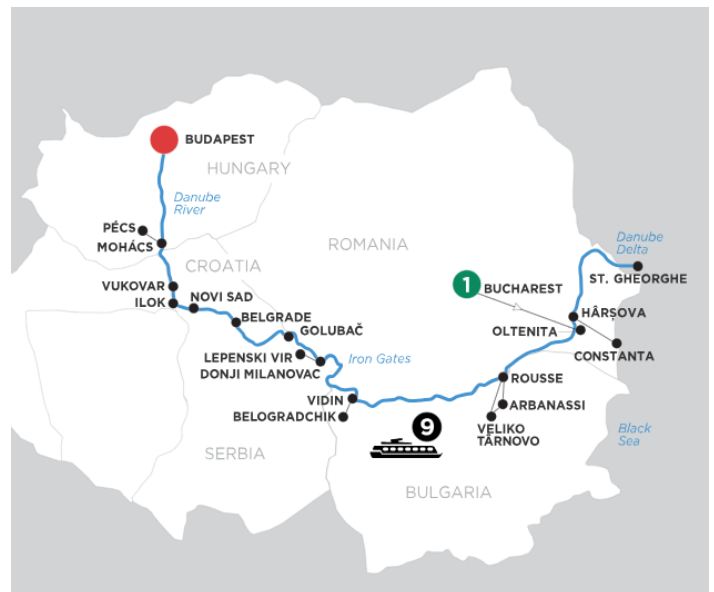 BUDAPEST
HUNGARY
Danube
River
PÉCS
MOHÁCS
ROMANIA
Danube
Delta
CROATIA
ST. GHEORGHE
VUKOVAR
1
BUCHAREST
ILOK
NOVI SAD
HÂRȘOVA
BELGRADE
GOLUBAČ
OLTENITA
LEPENSKI VIR
Iron Gates
CONSTANTA
DONJI MILANOVAC
ROUSSE
VIDIN
ARBANASSI
BELOGRADCHIK
9
VELIKO
TÂRNOVO
Black
Sea
SERBIA
BULGARIA